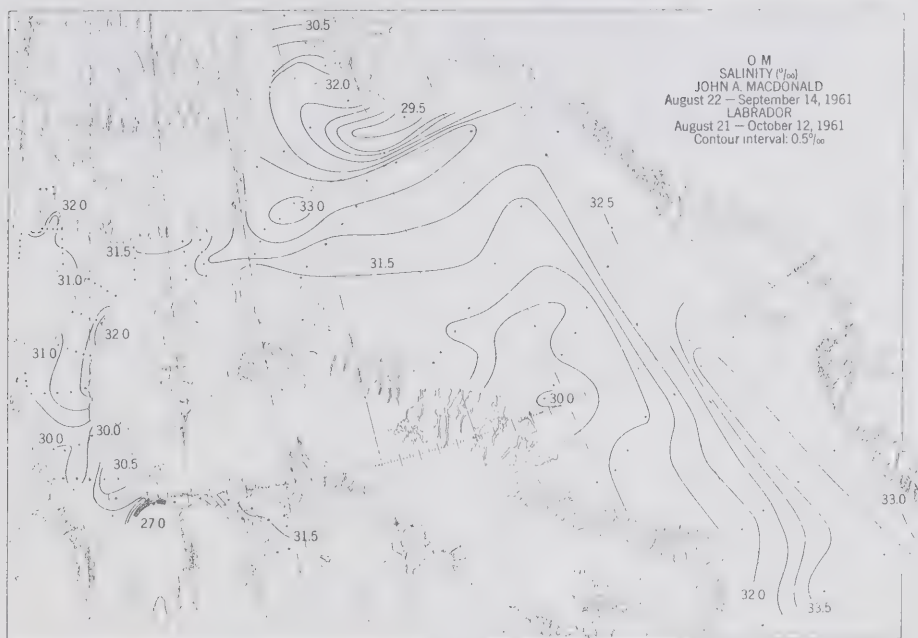 30.5
32.0
29.5
O M
SALINITY (‰)
JOHN A. MACDONALD
August 22 — September 14, 1961
LABRADOR
August 21 — October 12, 1961
Contour interval: 0.5‰
32.0
33.0
32.5
31.5
31.5
31.0
32.0
31.0
30.0
30.0
30.0
30.5
33.0
27.0
31.5
32.0
33.5